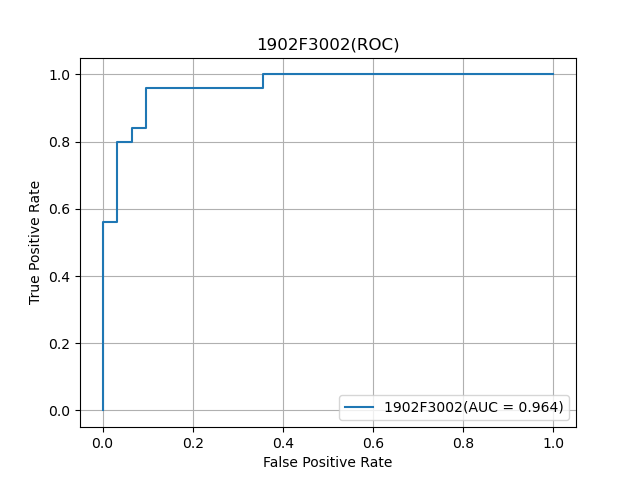 1902F3002(ROC)
True Positive Rate
1.0
0.8
0.6
0.4
0.2
0.0
1902F3002(AUC = 0.964)
0.0 0.2 0.4 0.6 0.8 1.0
False Positive Rate